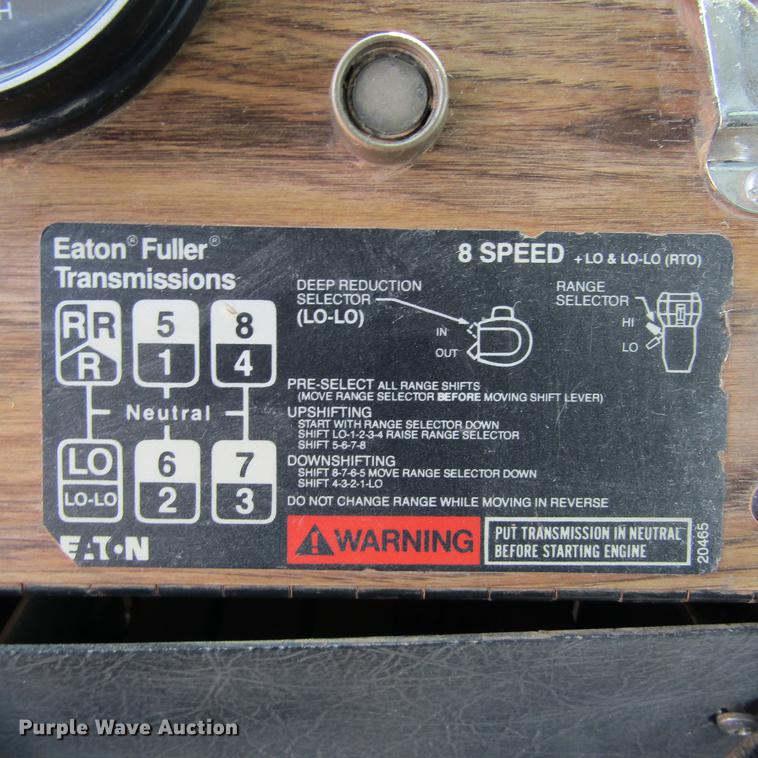 H
Eaton® Fuller®
Transmissions
8 SPEED + LO & LO-LO (RTO)
DEEP REDUCTION
SELECTOR
(LO-LO)
IN
OUT
RANGE
SELECTOR
HI
LO
R R 5 8
R 1 4
Neutral
LO 6 7
LO-LO 2 3
PRE-SELECT ALL RANGE SHIFTS
(MOVE RANGE SELECTOR BEFORE MOVING SHIFT LEVER)
UPSHIFTING
START WITH RANGE SELECTOR DOWN
SHIFT LO-1-2-3-4 RAISE RANGE SELECTOR
SHIFT 5-6-7-8
DOWNSHIFTING
SHIFT 8-7-6-5 MOVE RANGE SELECTOR DOWN
SHIFT 4-3-2-1-LO
DO NOT CHANGE RANGE WHILE MOVING IN REVERSE
EAT•N
WARNING
PUT TRANSMISSION IN NEUTRAL
BEFORE STARTING ENGINE
20465
Purple Wave Auction